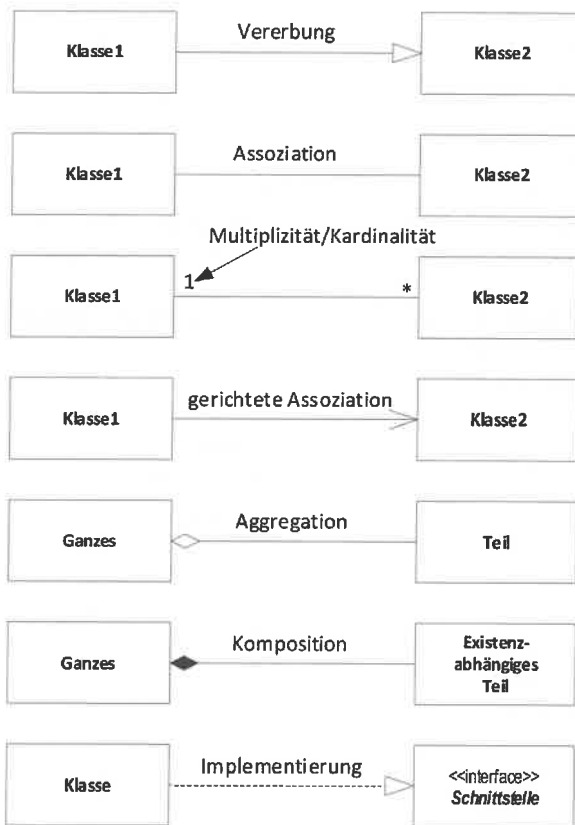 Vererbung
Klasse1
Klasse2
Assoziation
Klasse1
Klasse2
Multiplizität/Kardinalität
1
*
Klasse1
Klasse2
gerichtete Assoziation
Klasse1
Klasse2
Aggregation
Ganzes
Teil
Komposition
Ganzes
Existenz-
abhängiges
Teil
Implementierung
Klasse
<<interface>>
Schnittstelle